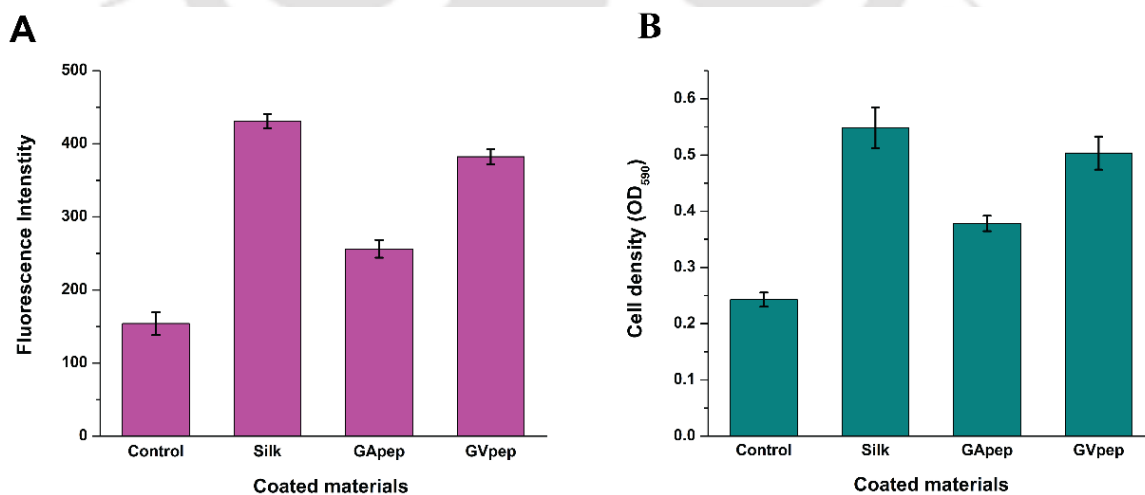 A
500
400
300
200
100
0
Fluorescence Intenstity
Control Silk GApep GVpep
Coated materials
B
0.6
0.5
0.4
0.3
0.2
0.1
0.0
Cell density (OD590)
Control Silk GApep GVpep
Coated materials